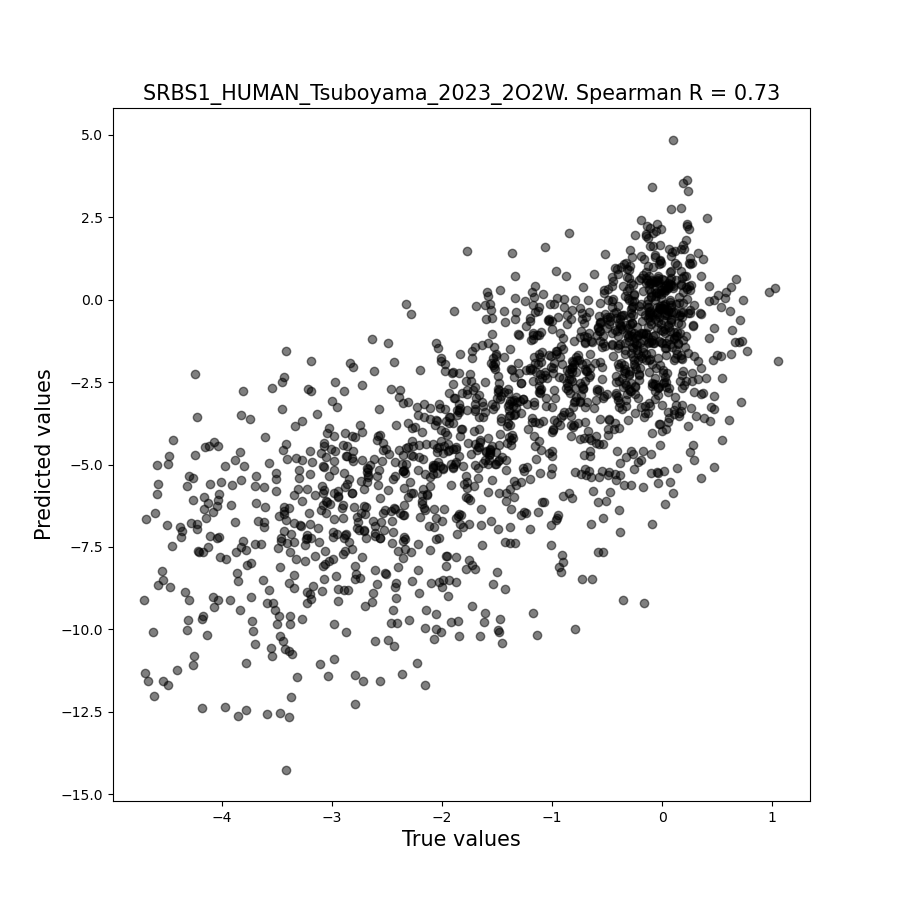 SRBS1_HUMAN_Tsuboyama_2023_2O2W. Spearman R = 0.73
5.0
2.5
0.0
−2.5
−5.0
−7.5
−10.0
−12.5
−15.0
Predicted values
−4 −3 −2 −1 0 1
True values